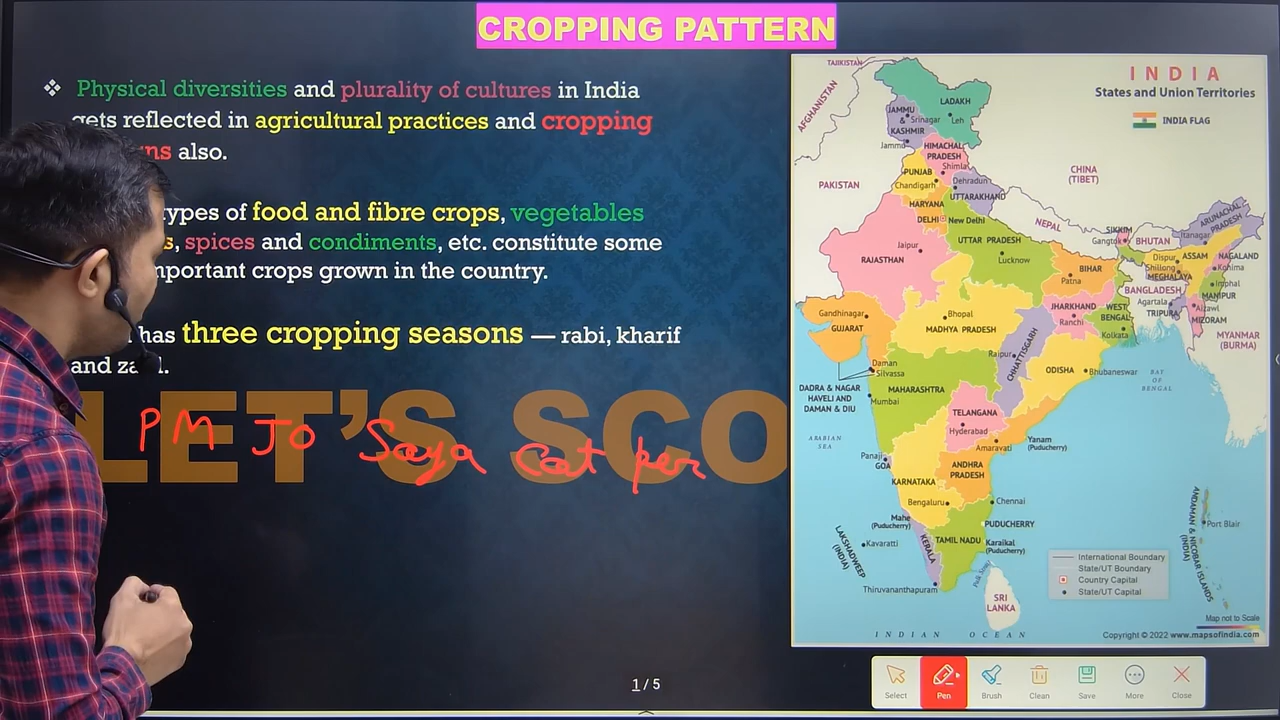 CROPPING PATTERN
❖ Physical diversities and plurality of cultures in India
gets reflected in agricultural practices and cropping
ns also.
types of food and fibre crops, vegetables
s, spices and condiments, etc. constitute some
mportant crops grown in the country.
has three cropping seasons — rabi, kharif
and za l.
LET'S SCO
PM JO Saya Cat per
1 / 5
INDIA
States and Union Territories
INDIA FLAG
TAJIKISTAN
AFGHANISTAN
PAKISTAN
CHINA
(TIBET)
NEPAL
BHUTAN
BANGLADESH
MYANMAR
(BURMA)
SRI
LANKA
LADAKH
Leh
JAMMU
&
KASHMIR
Srinagar
Jammu
HIMACHAL
PRADESH
Shimla
PUNJAB
Chandigarh
Dehradun
UTTARAKHAND
HARYANA
DELHI
New Delhi
RAJASTHAN
Jaipur
UTTAR PRADESH
Lucknow
BIHAR
Patna
SIKKIM
Gangtok
ARUNACHAL
PRADESH
Itanagar
ASSAM
Dispur
Shillong
MEGHALAYA
NAGALAND
Kohima
Imphal
MANIPUR
Agartala
TRIPURA
Aizawl
MIZORAM
JHARKHAND
Ranchi
WEST
BENGAL
Kolkata
Gandhinagar
GUJARAT
Bhopal
MADHYA PRADESH
Raipur
CHHATTISGARH
ODISHA
Bhubaneswar
Daman
Silvassa
DADRA & NAGAR
HAVELI AND
DAMAN & DIU
MAHARASHTRA
Mumbai
TELANGANA
Hyderabad
Amaravati
Yanam
(Puducherry)
ANDHRA
PRADESH
Panaji
GOA
KARNATAKA
Bengaluru
Chennai
Mahe
(Puducherry)
PUDUCHERRY
TAMIL NADU
Karaikal
(Puducherry)
KERALA
Thiruvananthapuram
LAKSHADWEEP
(INDIA)
Kavaratti
ANDAMAN & NICOBAR ISLANDS
(INDIA)
Port Blair
ARABIAN
SEA
BAY
OF
BENGAL
Palk Strait
INDIAN OCEAN
International Boundary
State/UT Boundary
Country Capital
State/UT Capital
Map not to Scale
Copyright © 2022 www.mapsofindia.com
Select Pen Brush Clean Save More Close